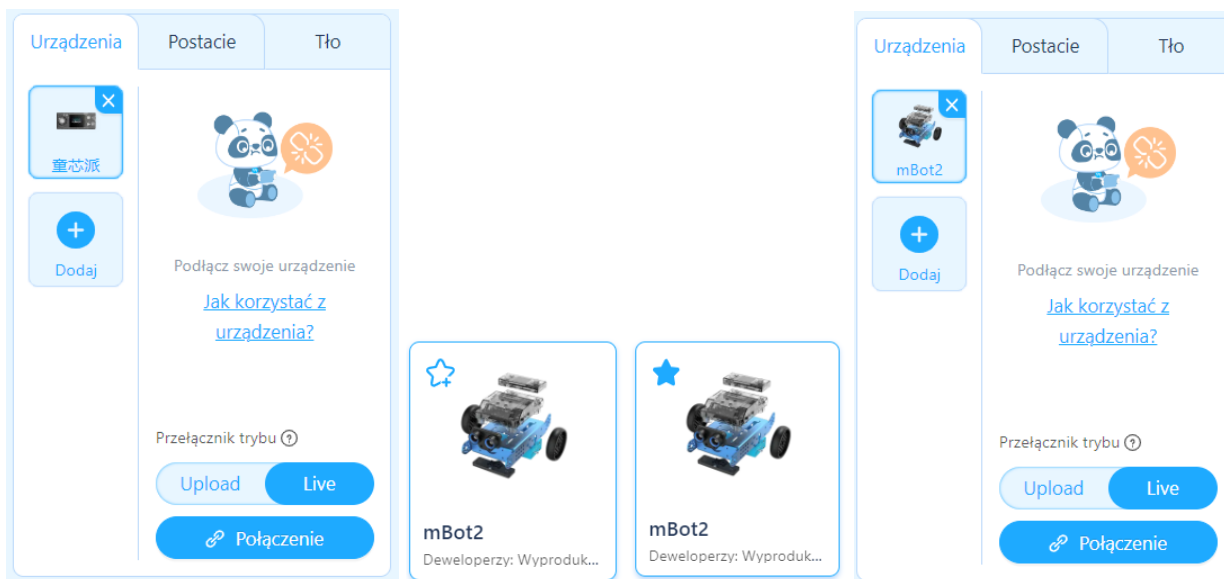 Urządzenia Postacie Tło
童芯派
Dodaj
Podłącz swoje urządzenie
Jak korzystać z
urządzenia?
Przełącznik trybu
Upload Live
Połączenie
mBot2
Deweloperzy: Wyproduk...
mBot2
Deweloperzy: Wyproduk...
Urządzenia Postacie Tło
mBot2
Dodaj
Podłącz swoje urządzenie
Jak korzystać z
urządzenia?
Przełącznik trybu
Upload Live
Połączenie